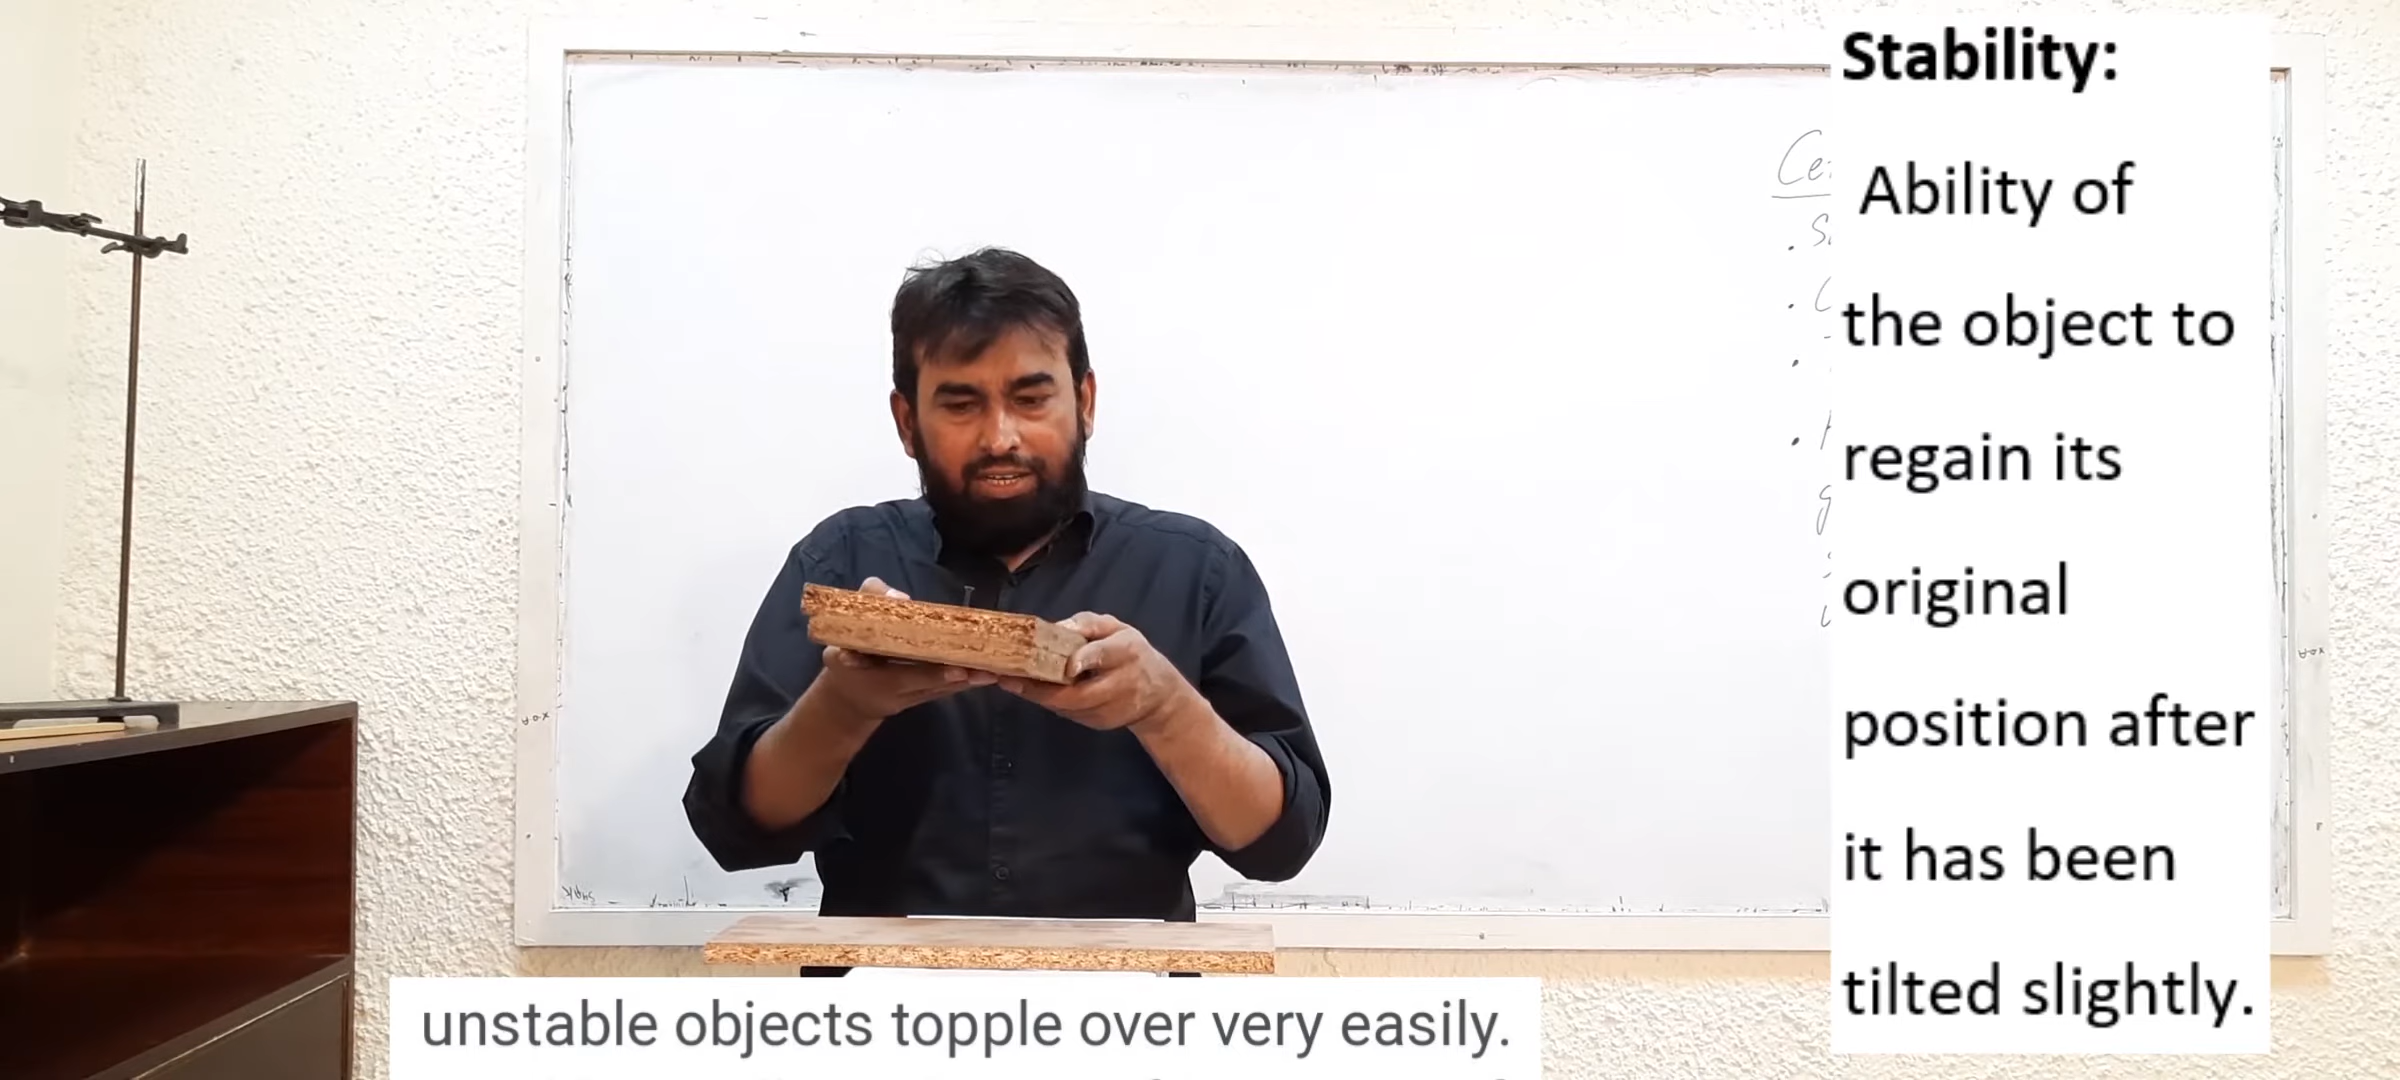 Stability:
Ability of
the object to
regain its
original
position after
it has been
tilted slightly.
unstable objects topple over very easily.